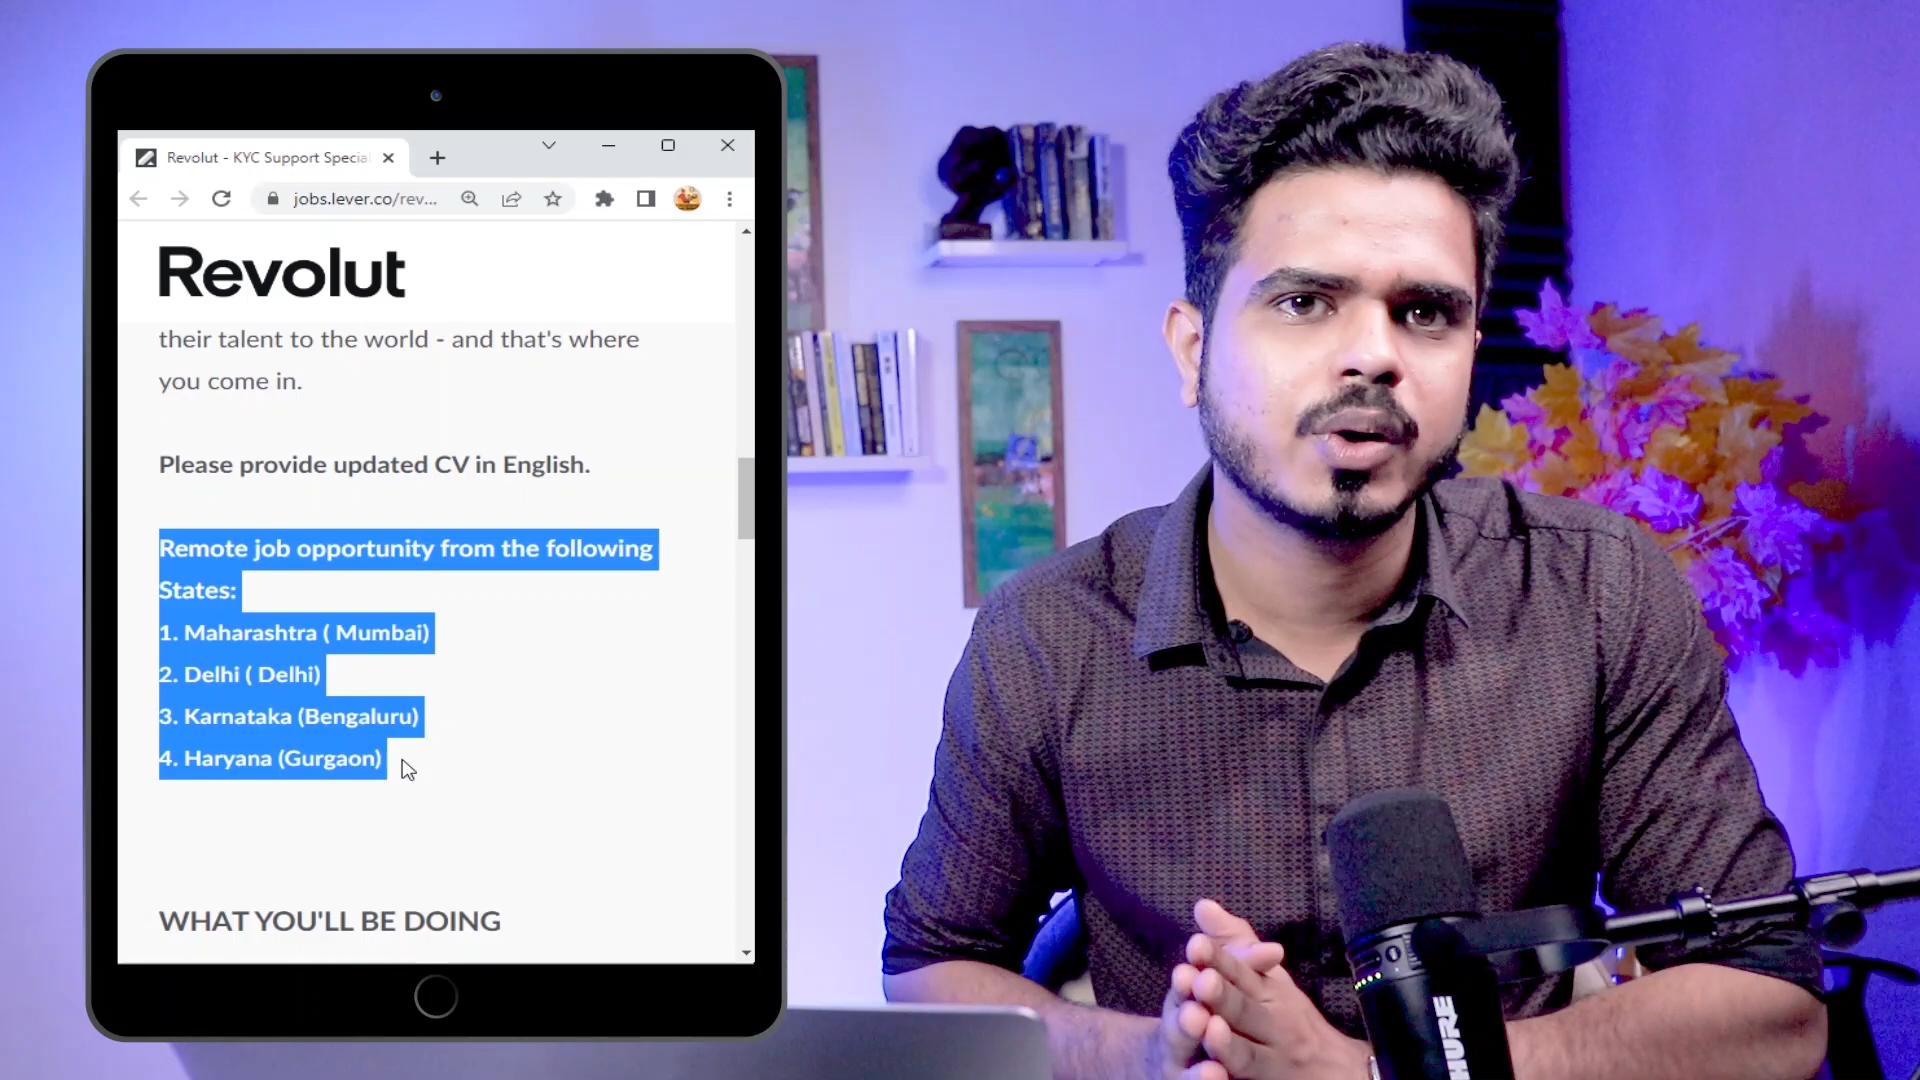 Revolut - KYC Support Specia
jobs.lever.co/rev...
Revolut
their talent to the world - and that's where
you come in.
Please provide updated CV in English.
Remote job opportunity from the following
States:
1. Maharashtra ( Mumbai)
2. Delhi ( Delhi)
3. Karnataka (Bengaluru)
4. Haryana (Gurgaon)
WHAT YOU'LL BE DOING
HURE